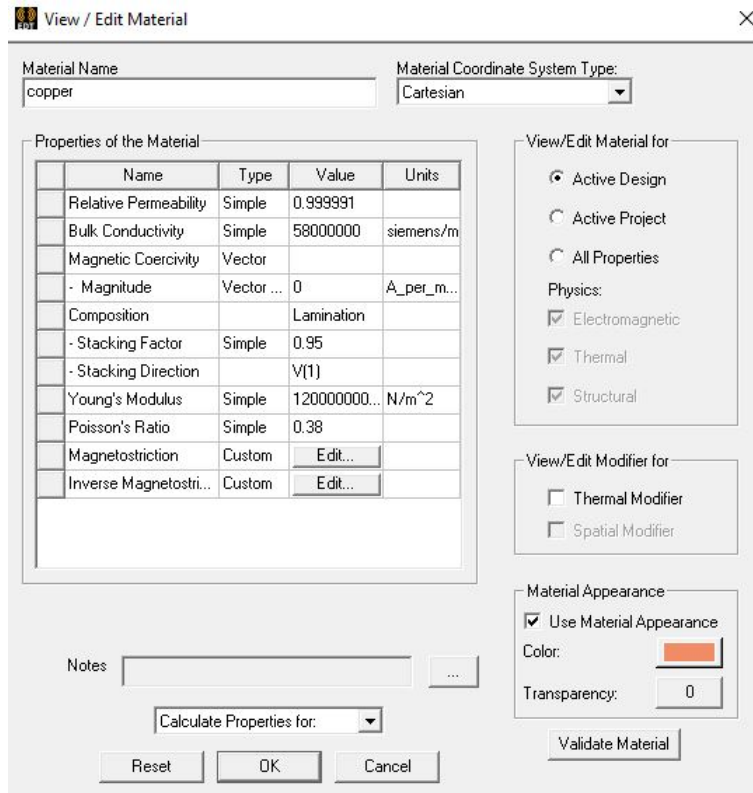 EDT View / Edit Material
Material Name
copper
Material Coordinate System Type:
Cartesian
Properties of the Material
Name Type Value Units
Relative Permeability Simple 0.999991
Bulk Conductivity Simple 58000000 siemens/m
Magnetic Coercivity Vector
- Magnitude Vector ... 0 A_per_m...
Composition Lamination
- Stacking Factor Simple 0.95
- Stacking Direction V(1)
Young's Modulus Simple 120000000... N/m^2
Poisson's Ratio Simple 0.38
Magnetostriction Custom Edit...
Inverse Magnetostri... Custom Edit...
View/Edit Material for
Active Design
Active Project
All Properties
Physics:
Electromagnetic
Thermal
Structural
View/Edit Modifier for
Thermal Modifier
Spatial Modifier
Material Appearance
Use Material Appearance
Color:
Transparency: 0
Notes ...
Calculate Properties for:
Validate Material
Reset OK Cancel